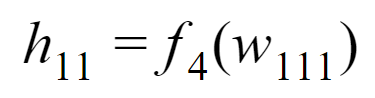 h₁₁ = f₄(w₁₁₁)